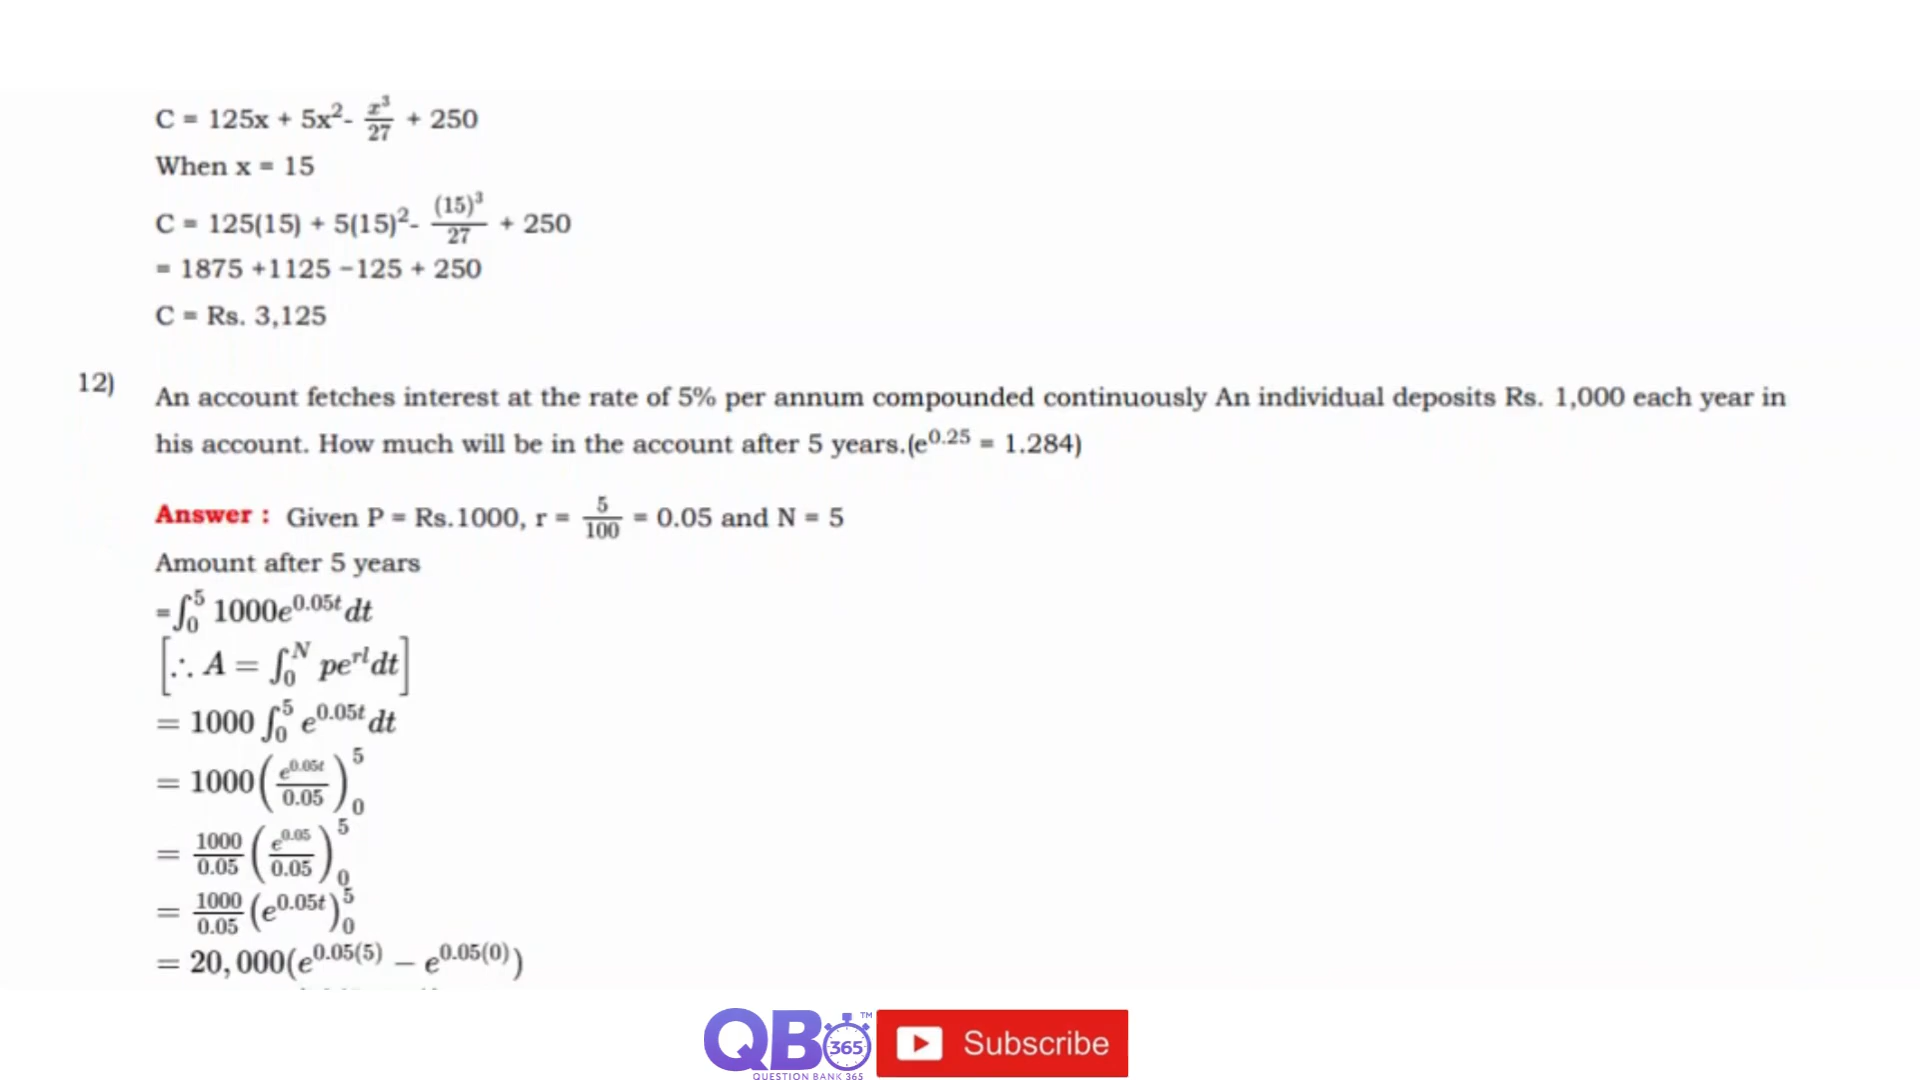 C = 125x + 5x²- x³/27 + 250
When x = 15
C = 125(15) + 5(15)²- (15)³/27 + 250
= 1875 +1125 −125 + 250
C = Rs. 3,125
12)
An account fetches interest at the rate of 5% per annum compounded continuously An individual deposits Rs. 1,000 each year in
his account. How much will be in the account after 5 years.(e^0.25 = 1.284)
Answer : Given P = Rs.1000, r = 5/100 = 0.05 and N = 5
Amount after 5 years
=∫₀⁵ 1000e^0.05t dt
[∴ A = ∫₀ᴺ pe^rl dt]
= 1000 ∫₀⁵ e^0.05t dt
= 1000(e^0.05t/0.05)₀⁵
= 1000/0.05 (e^0.05/0.05)₀⁵
= 1000/0.05 (e^0.05t)₀⁵
= 20,000(e^0.05(5) − e^0.05(0))
QB365™
QUESTION BANK 365
Subscribe